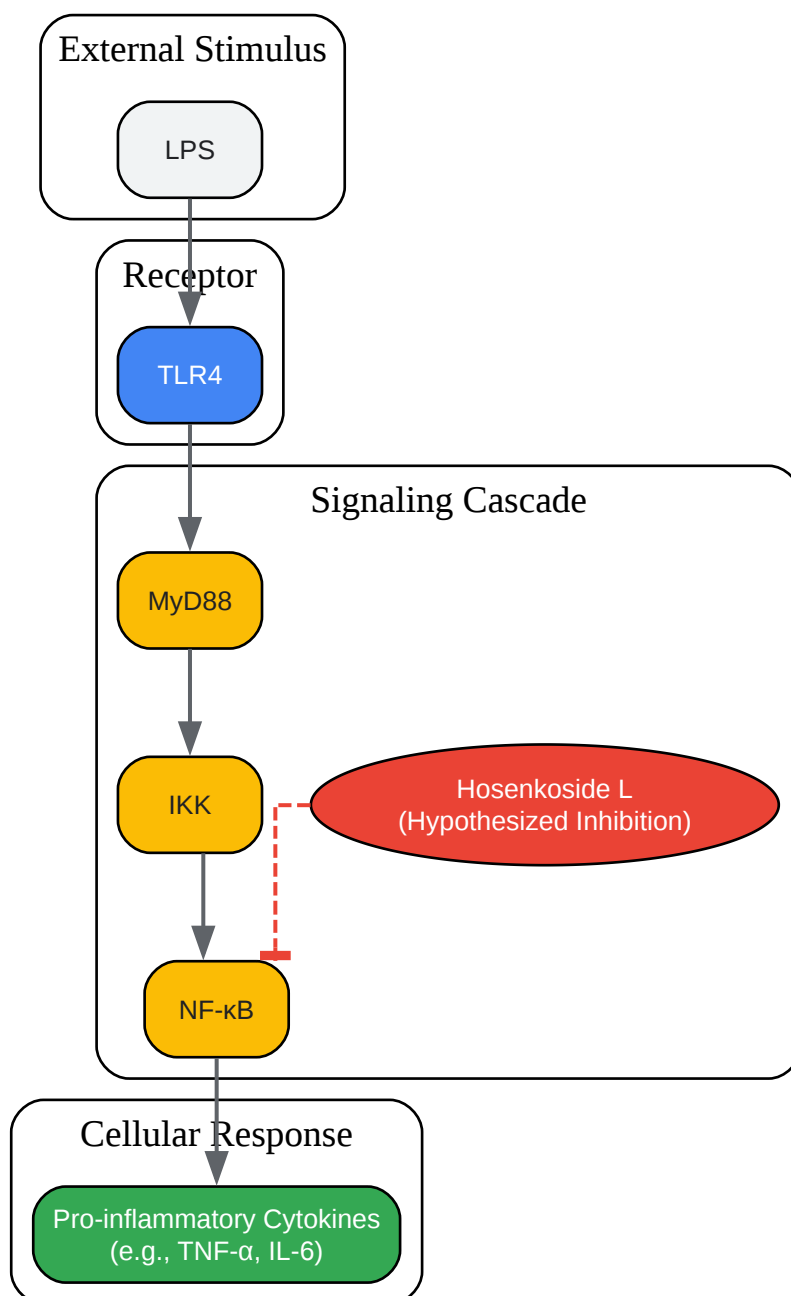 External Stimulus
LPS
Receptor
TLR4
Signaling Cascade
MyD88
IKK
Hosenkoside L
(Hypothesized Inhibition)
NF-κB
Cellular Response
Pro-inflammatory Cytokines
(e.g., TNF-α, IL-6)